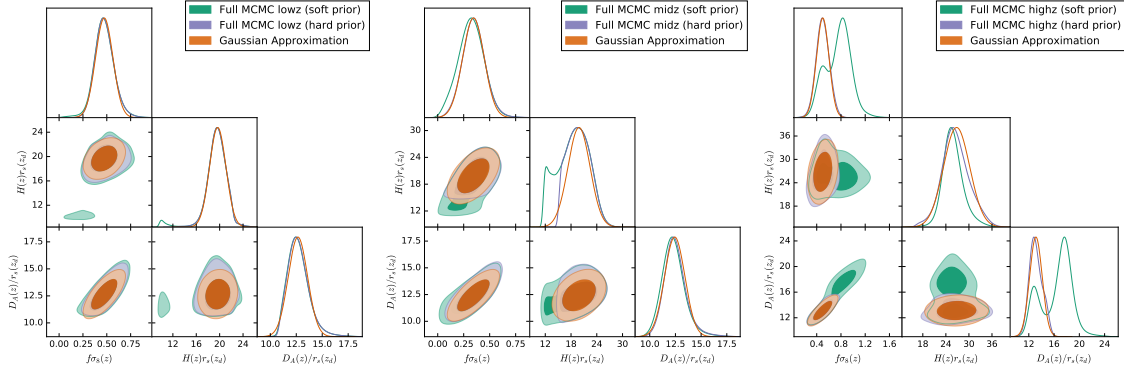 Full MCMC lowz (soft prior)
Full MCMC lowz (hard prior)
Gaussian Approximation
24
20
16
12
H(z)r_s(z_d)
17.5
15.0
12.5
10.0
D_A(z)/r_s(z_d)
0.00 0.25 0.50 0.75
fσ_8(z)
12 16 20 24
H(z)r_s(z_d)
10.0 12.5 15.0 17.5
D_A(z)/r_s(z_d)
Full MCMC midz (soft prior)
Full MCMC midz (hard prior)
Gaussian Approximation
30
24
18
12
H(z)r_s(z_d)
17.5
15.0
12.5
10.0
D_A(z)/r_s(z_d)
0.00 0.25 0.50 0.75
fσ_8(z)
12 18 24 30
H(z)r_s(z_d)
10.0 12.5 15.0 17.5
D_A(z)/r_s(z_d)
Full MCMC highz (soft prior)
Full MCMC highz (hard prior)
Gaussian Approximation
36
30
24
18
H(z)r_s(z_d)
24
20
16
12
D_A(z)/r_s(z_d)
0.4 0.8 1.2 1.6
fσ_8(z)
18 24 30 36
H(z)r_s(z_d)
12 16 20 24
D_A(z)/r_s(z_d)